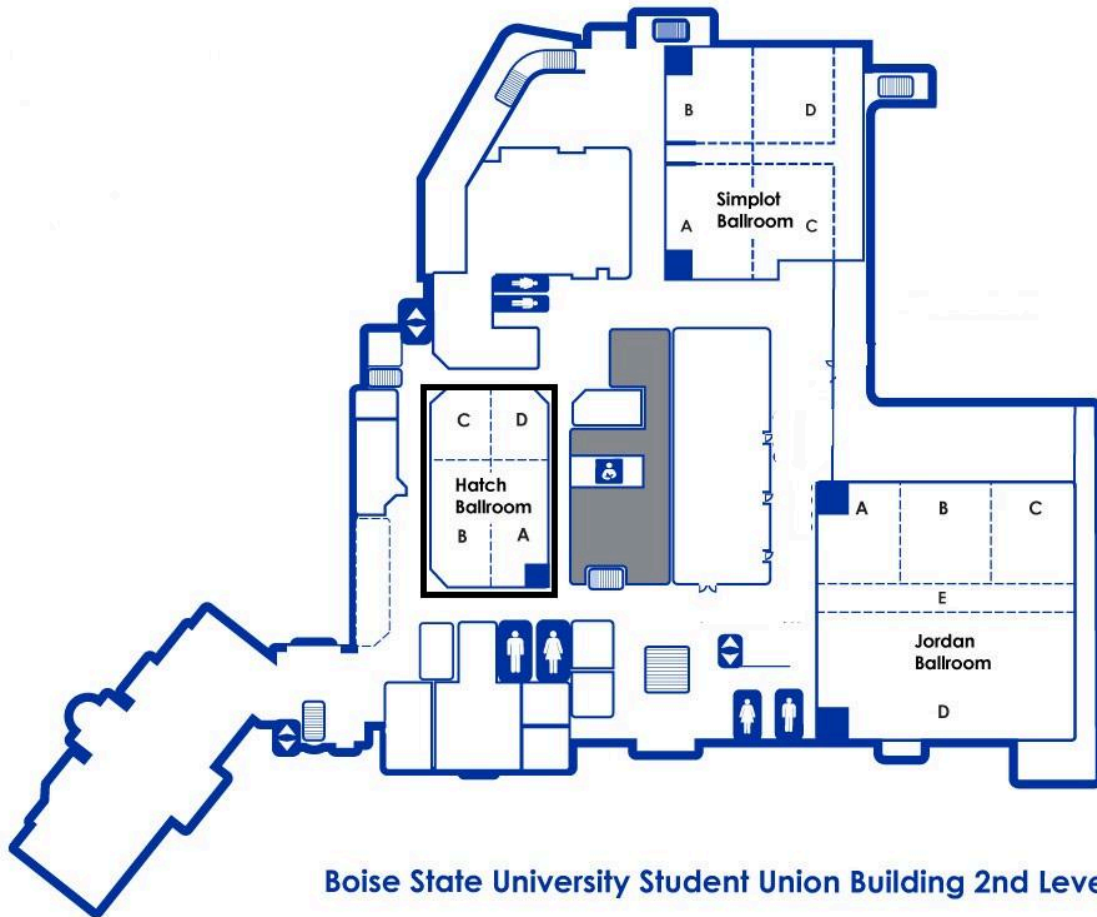 B
D
Simplot
Ballroom
A
C
C
D
Hatch
Ballroom
B
A
A
B
C
E
Jordan
Ballroom
D
Boise State University Student Union Building 2nd Leve